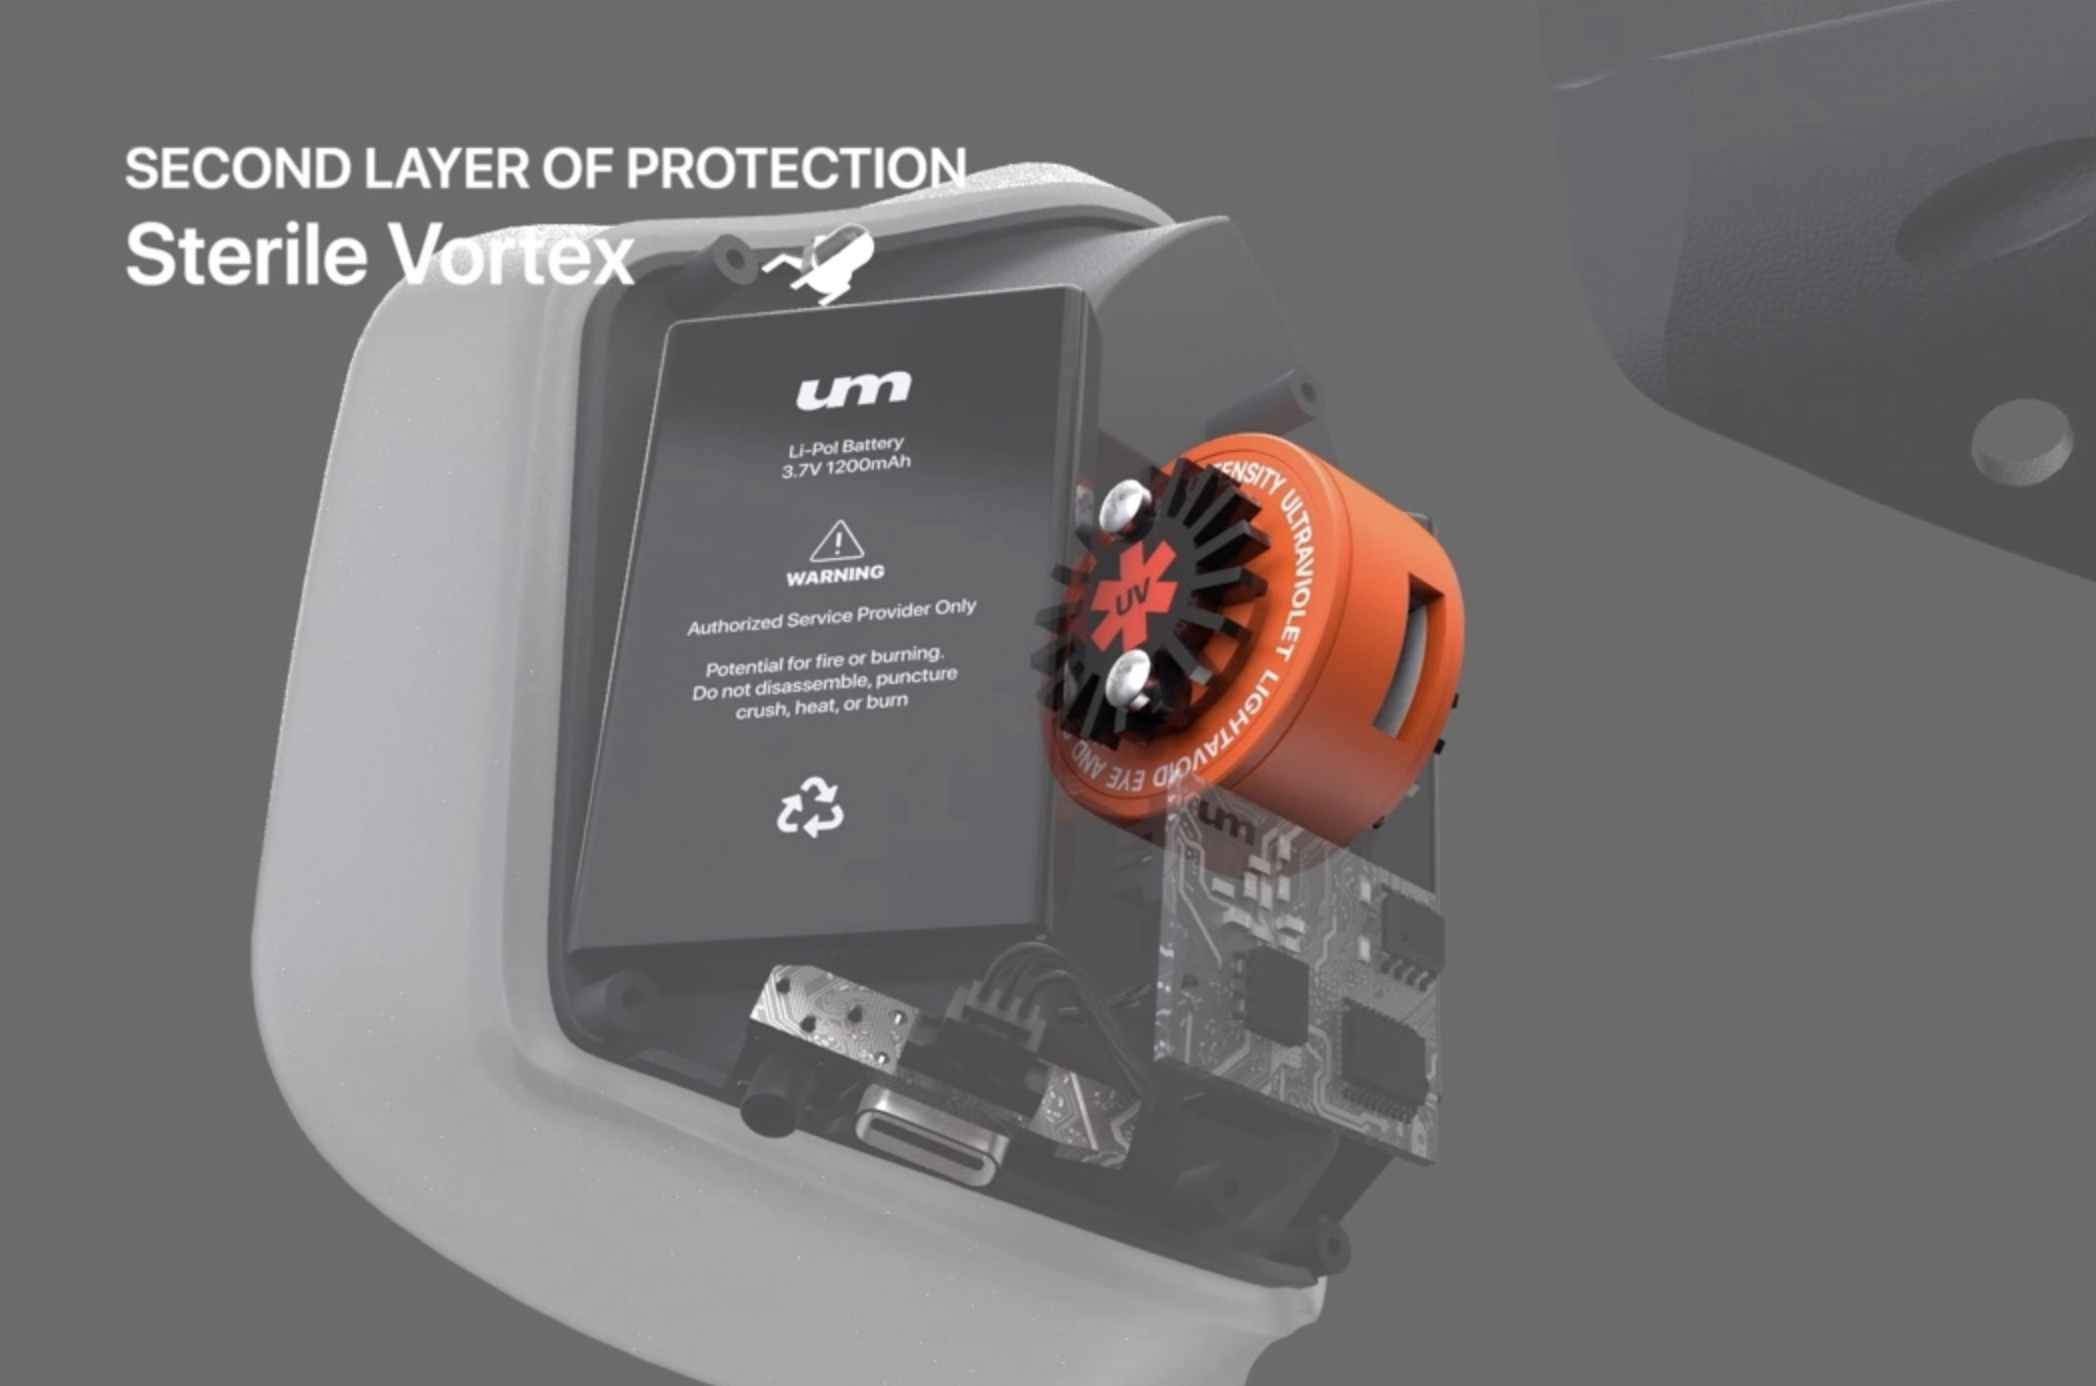 SECOND LAYER OF PROTECTION
Sterile Vortex
um
Li-Pol Battery
3.7V 1200mAh
WARNING
Authorized Service Provider Only
Potential for fire or burning.
Do not disassemble, puncture
crush, heat, or burn
UV
ULTRAVIOLET LIGHT
AVOID EYE AND
um